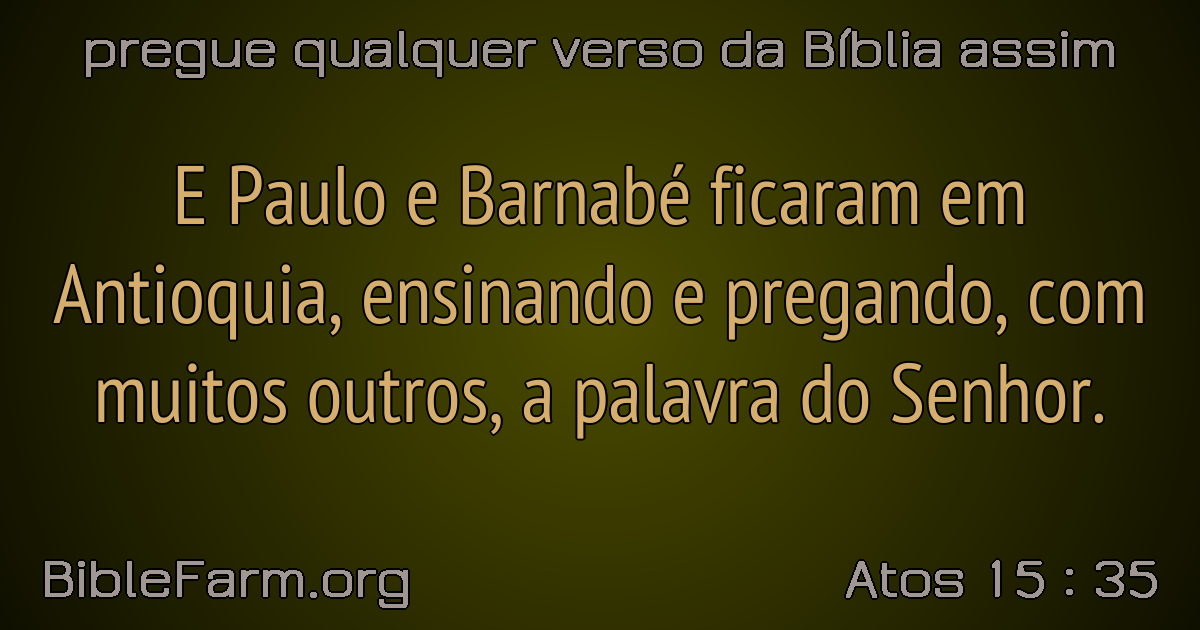 pregue qualquer verso da Bíblia assim
E Paulo e Barnabé ficaram em
Antioquia, ensinando e pregando, com
muitos outros, a palavra do Senhor.
BibleFarm.org
Atos 15 : 35